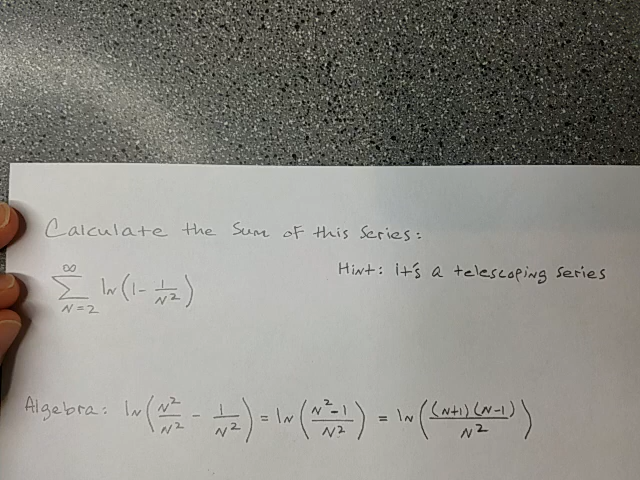 Calculate the Sum of this Series:
Hint: it's a telescoping series
∞ ∑ N=2 ln(1 - 1/N²)
Algebra: ln(N²/N² - 1/N²) = ln((N²-1)/N²) = ln((N+1)(N-1)/N²)